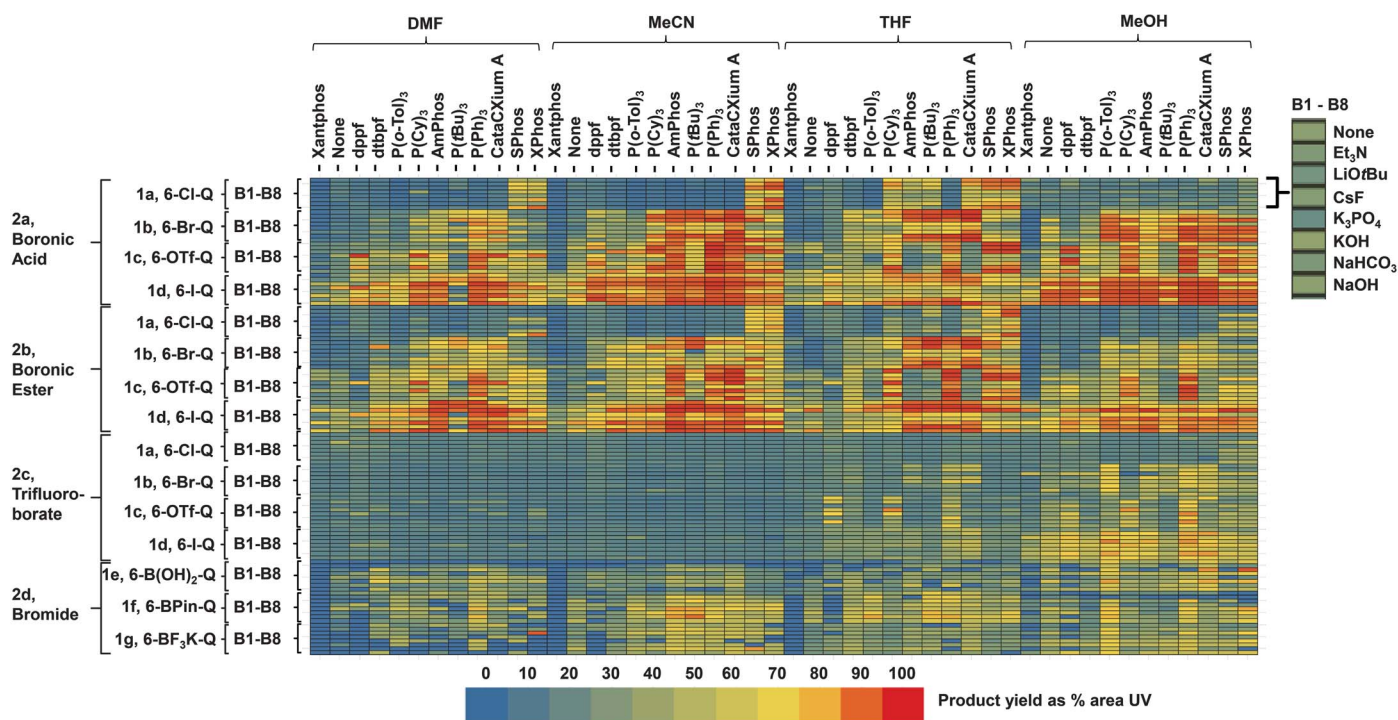 DMF MeCN THF MeOH
Xantphos None dppf dtbpf P(o-Tol)3 P(Cy)3 AmPhos P(tBu)3 P(Ph)3 CataCXium A SPhos XPhos Xantphos None dppf dtbpf P(o-Tol)3 P(Cy)3 AmPhos P(tBu)3 P(Ph)3 CataCXium A SPhos XPhos Xantphos None dppf dtbpf P(o-Tol)3 P(Cy)3 AmPhos P(tBu)3 P(Ph)3 CataCXium A SPhos XPhos Xantphos None dppf dtbpf P(o-Tol)3 P(Cy)3 AmPhos P(tBu)3 P(Ph)3 CataCXium A SPhos XPhos
B1 - B8
None
Et3N
LiOtBu
CsF
K3PO4
KOH
NaHCO3
NaOH
2a,
Boronic
Acid
1a, 6-Cl-Q B1-B8
1b, 6-Br-Q B1-B8
1c, 6-OTf-Q B1-B8
1d, 6-I-Q B1-B8
2b,
Boronic
Ester
1a, 6-Cl-Q B1-B8
1b, 6-Br-Q B1-B8
1c, 6-OTf-Q B1-B8
1d, 6-I-Q B1-B8
2c,
Trifluoro-
borate
1a, 6-Cl-Q B1-B8
1b, 6-Br-Q B1-B8
1c, 6-OTf-Q B1-B8
1d, 6-I-Q B1-B8
2d,
Bromide
1e, 6-B(OH)2-Q B1-B8
1f, 6-BPin-Q B1-B8
1g, 6-BF3K-Q B1-B8
0 10 20 30 40 50 60 70 80 90 100
Product yield as % area UV